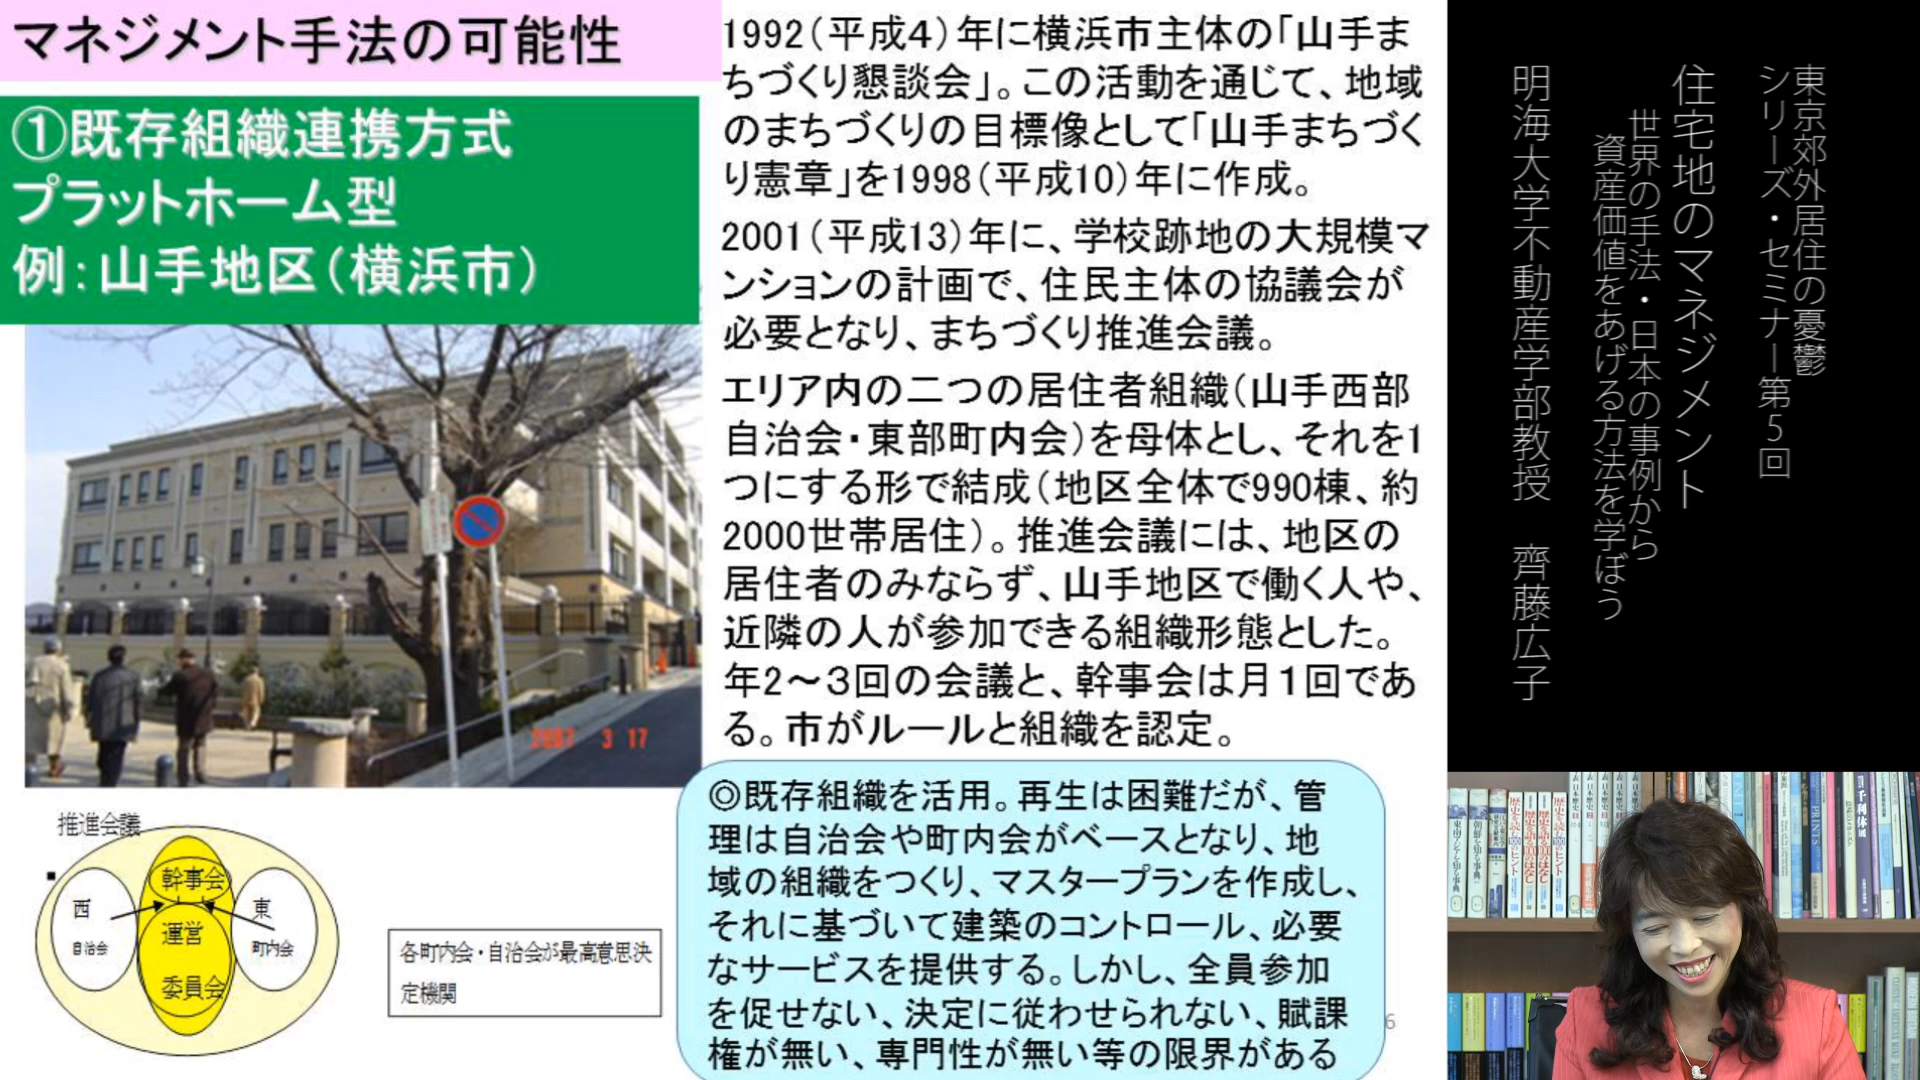 マネジメント手法の可能性
①既存組織連携方式
プラットホーム型
例：山手地区（横浜市）
2007 3 17
推進会議
幹事会
西
自治会
運営
委員会
東
町内会
各町内会・自治会が最高意思決
定機関
1992（平成４）年に横浜市主体の「山手ま
ちづくり懇談会」。この活動を通じて、地域
のまちづくりの目標像として「山手まちづく
り憲章」を1998（平成10）年に作成。
2001（平成13）年に、学校跡地の大規模マ
ンションの計画で、住民主体の協議会が
必要となり、まちづくり推進会議。
エリア内の二つの居住者組織（山手西部
自治会・東部町内会）を母体とし、それを1
つにする形で結成（地区全体で990棟、約
2000世帯居住）。推進会議には、地区の
居住者のみならず、山手地区で働く人や、
近隣の人が参加できる組織形態とした。
年2～３回の会議と、幹事会は月１回であ
る。市がルールと組織を認定。
◎既存組織を活用。再生は困難だが、管
理は自治会や町内会がベースとなり、地
域の組織をつくり、マスタープランを作成し、
それに基づいて建築のコントロール、必要
なサービスを提供する。しかし、全員参加
を促せない、決定に従わせられない、賦課
権が無い、専門性が無い等の限界がある
6
東京郊外居住の憂鬱
シリーズ・セミナー第5回
住宅地のマネジメント
世界の手法・日本の事例から
資産価値をあげる方法を学ぼう
明海大学不動産学部教授　齊藤広子
千利休
PRINTS